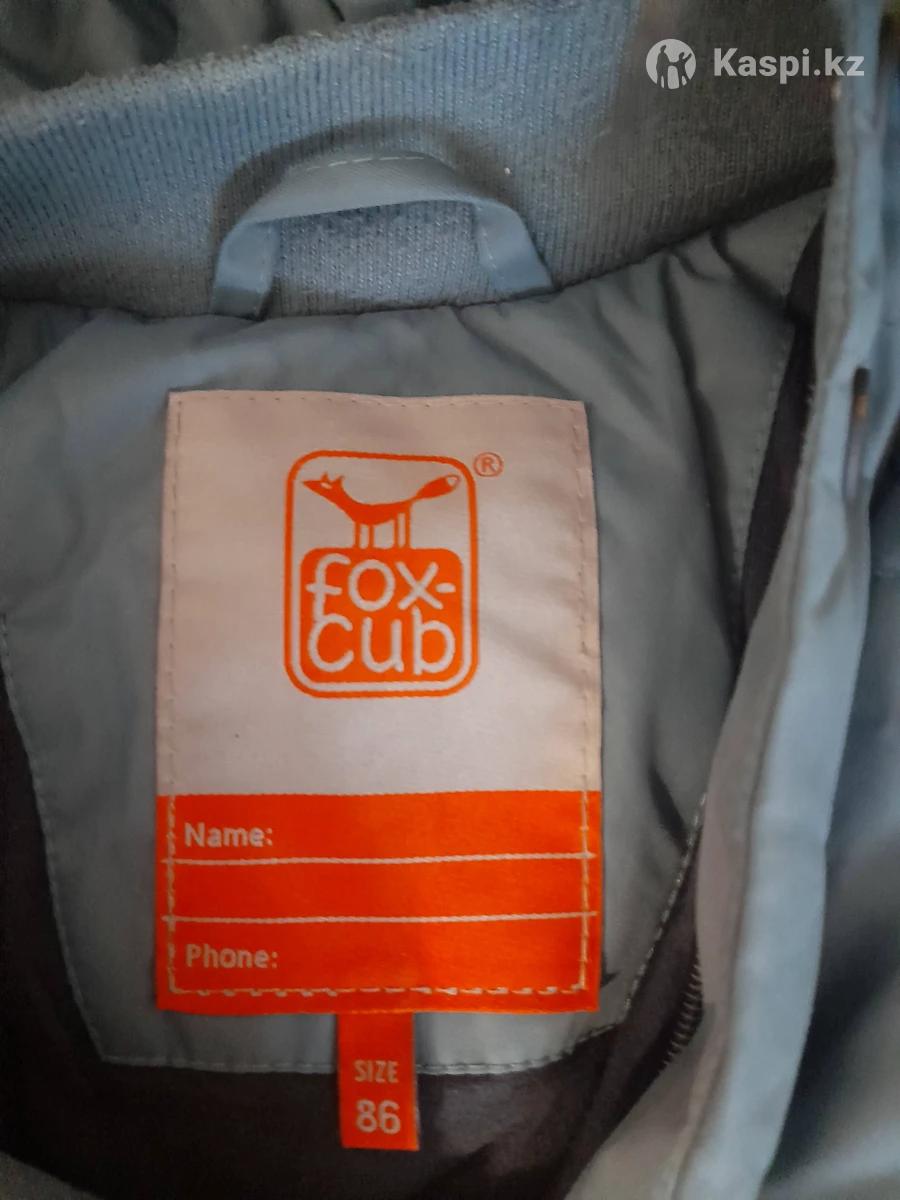 Kaspi.kz
®
fox-
cub
Name:
Phone:
SIZE
86